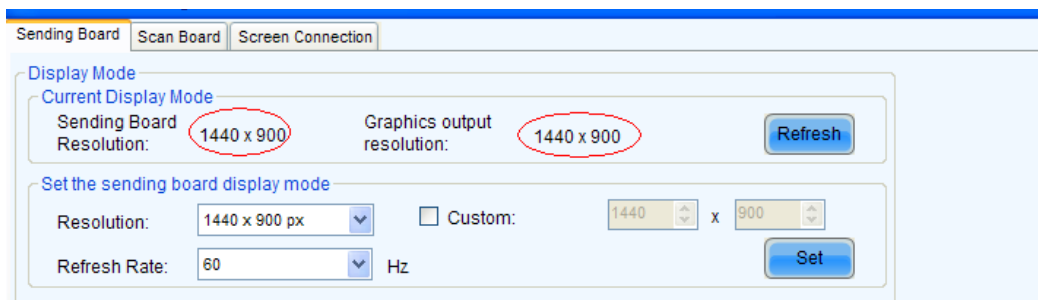 Sending Board Scan Board Screen Connection
Display Mode
Current Display Mode
Sending Board Resolution: 1440 x 900 Graphics output resolution: 1440 x 900 Refresh
Set the sending board display mode
Resolution: 1440 x 900 px Custom: 1440 x 900
Refresh Rate: 60 Hz Set